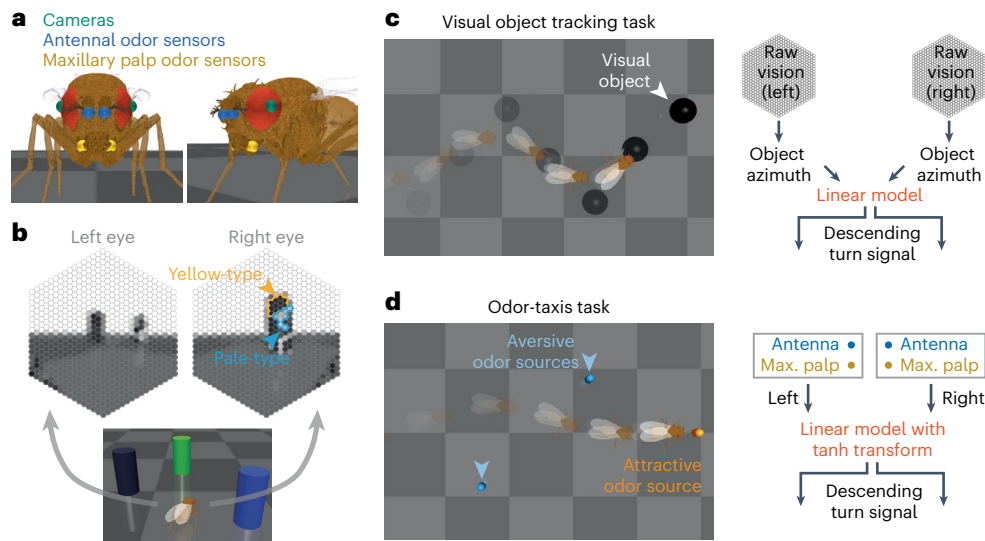 a
Cameras
Antennal odor sensors
Maxillary palp odor sensors
b
Left eye
Right eye
Yellow-type
Pale-type
c
Visual object tracking task
Visual
object
Raw
vision
(left)
Raw
vision
(right)
Object
azimuth
Object
azimuth
Linear model
Descending
turn signal
d
Odor-taxis task
Aversive
odor sources
Attractive
odor source
Antenna
Max. palp
Antenna
Max. palp
Left
Right
Linear model with
tanh transform
Descending
turn signal